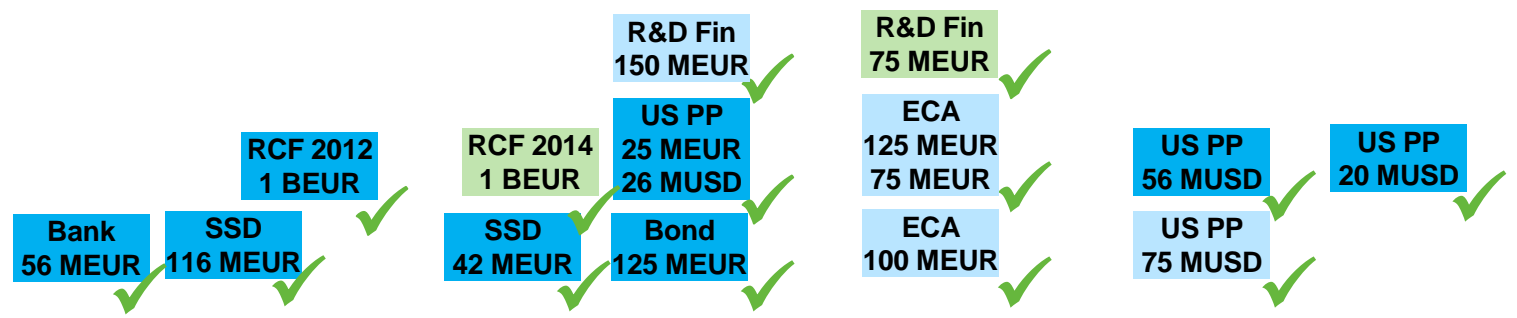 R&D Fin
150 MEUR
R&D Fin
75 MEUR
US PP
25 MEUR
26 MUSD
ECA
125 MEUR
75 MEUR
RCF 2012
1 BEUR
RCF 2014
1 BEUR
US PP
56 MUSD
US PP
20 MUSD
Bank
56 MEUR
SSD
116 MEUR
SSD
42 MEUR
Bond
125 MEUR
ECA
100 MEUR
US PP
75 MUSD